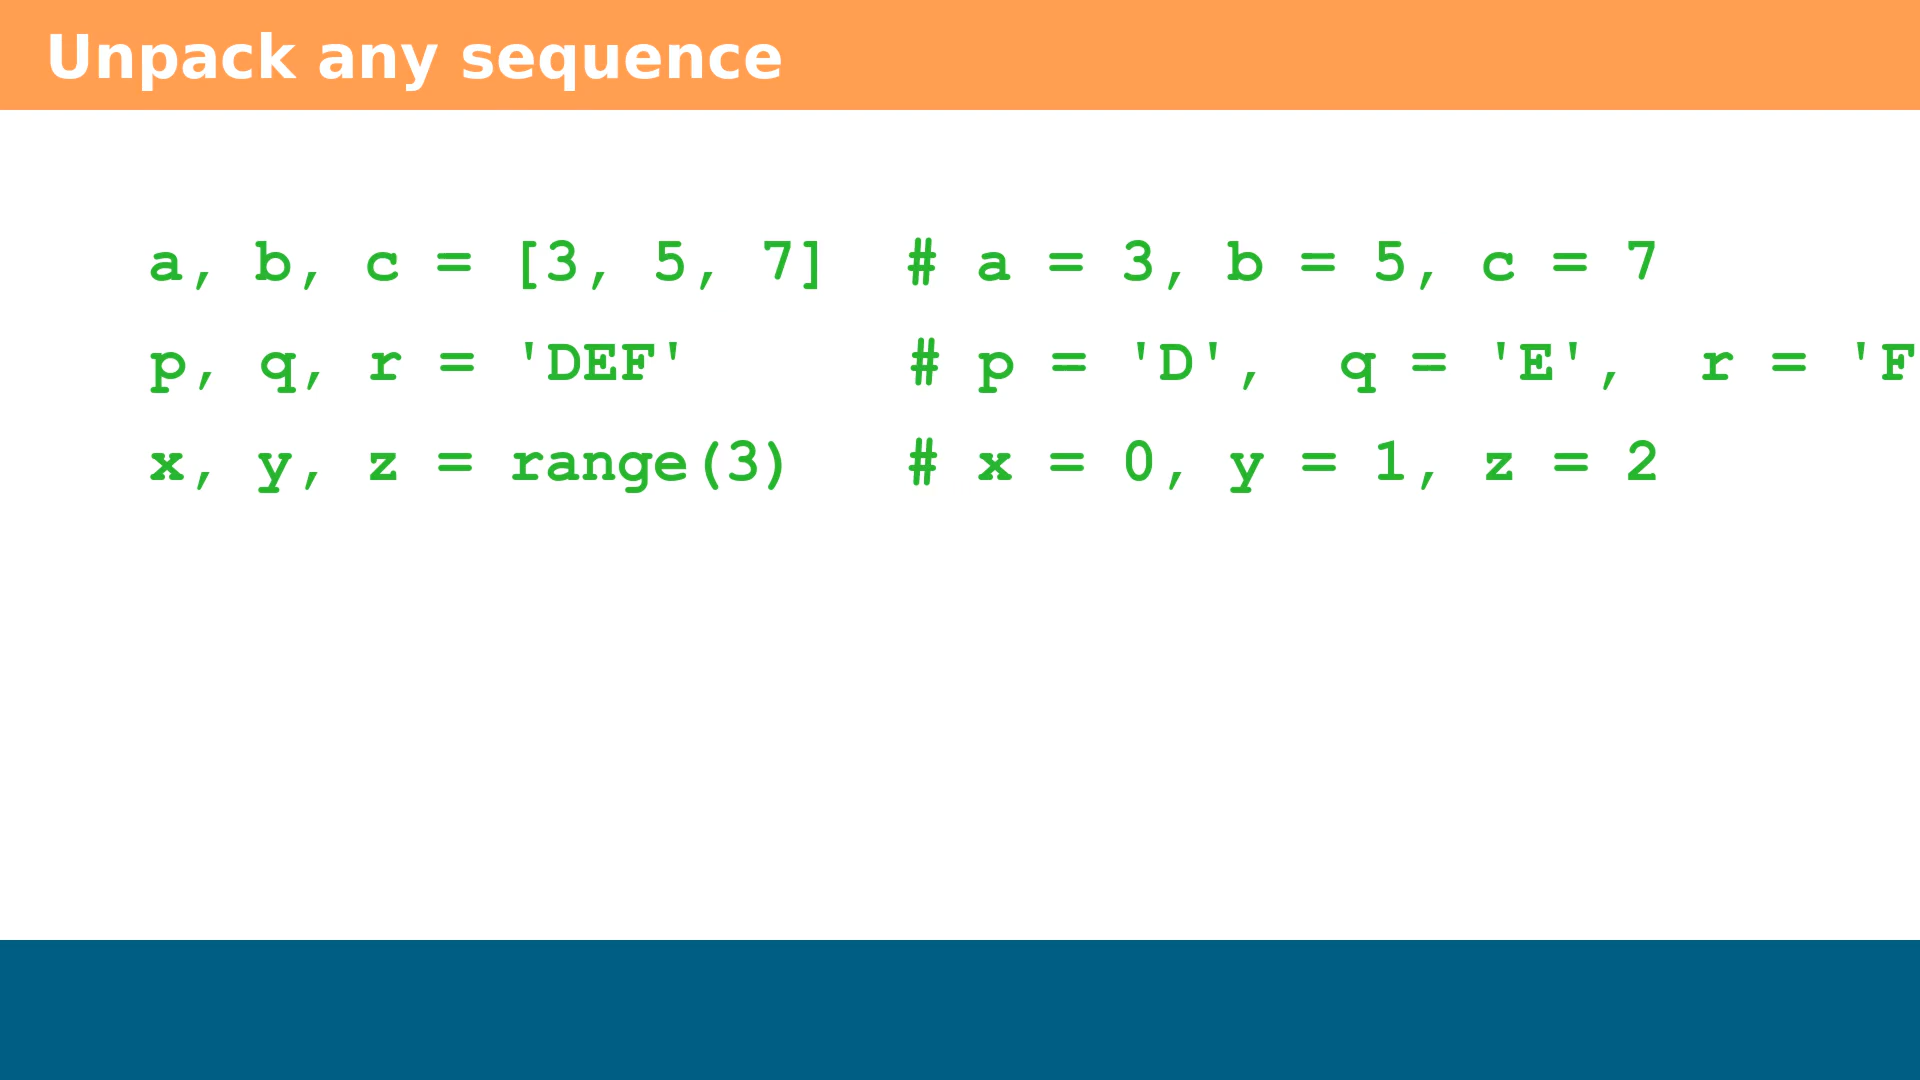 Unpack any sequence
a, b, c = [3, 5, 7]  # a = 3, b = 5, c = 7
p, q, r = 'DEF'      # p = 'D',  q = 'E',  r = 'F
x, y, z = range(3)   # x = 0, y = 1, z = 2